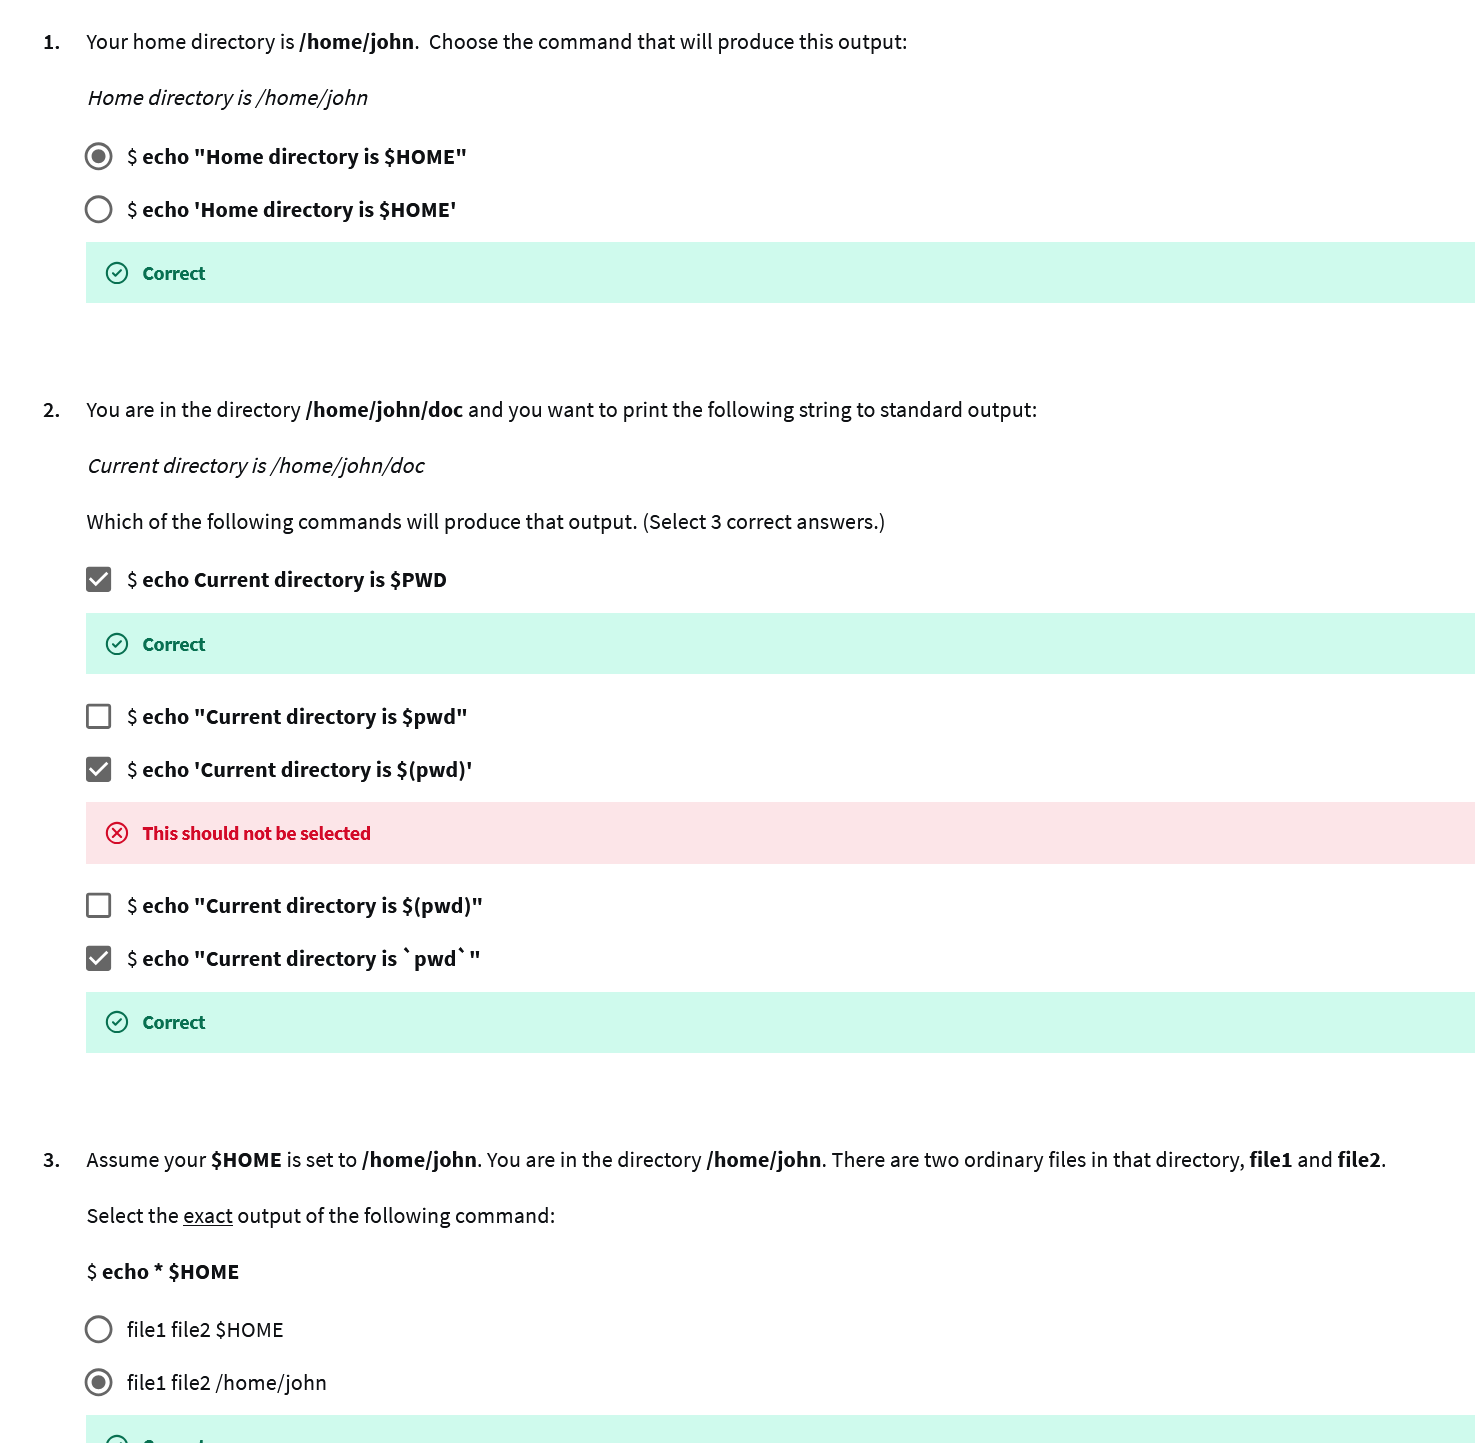 1. Your home directory is /home/john. Choose the command that will produce this output:
Home directory is /home/john
$ echo "Home directory is $HOME"
$ echo 'Home directory is $HOME'
Correct
2. You are in the directory /home/john/doc and you want to print the following string to standard output:
Current directory is /home/john/doc
Which of the following commands will produce that output. (Select 3 correct answers.)
$ echo Current directory is $PWD
Correct
$ echo "Current directory is $pwd"
$ echo 'Current directory is $(pwd)'
This should not be selected
$ echo "Current directory is $(pwd)"
$ echo "Current directory is `pwd`"
Correct
3. Assume your $HOME is set to /home/john. You are in the directory /home/john. There are two ordinary files in that directory, file1 and file2.
Select the exact output of the following command:
$ echo * $HOME
file1 file2 $HOME
file1 file2 /home/john